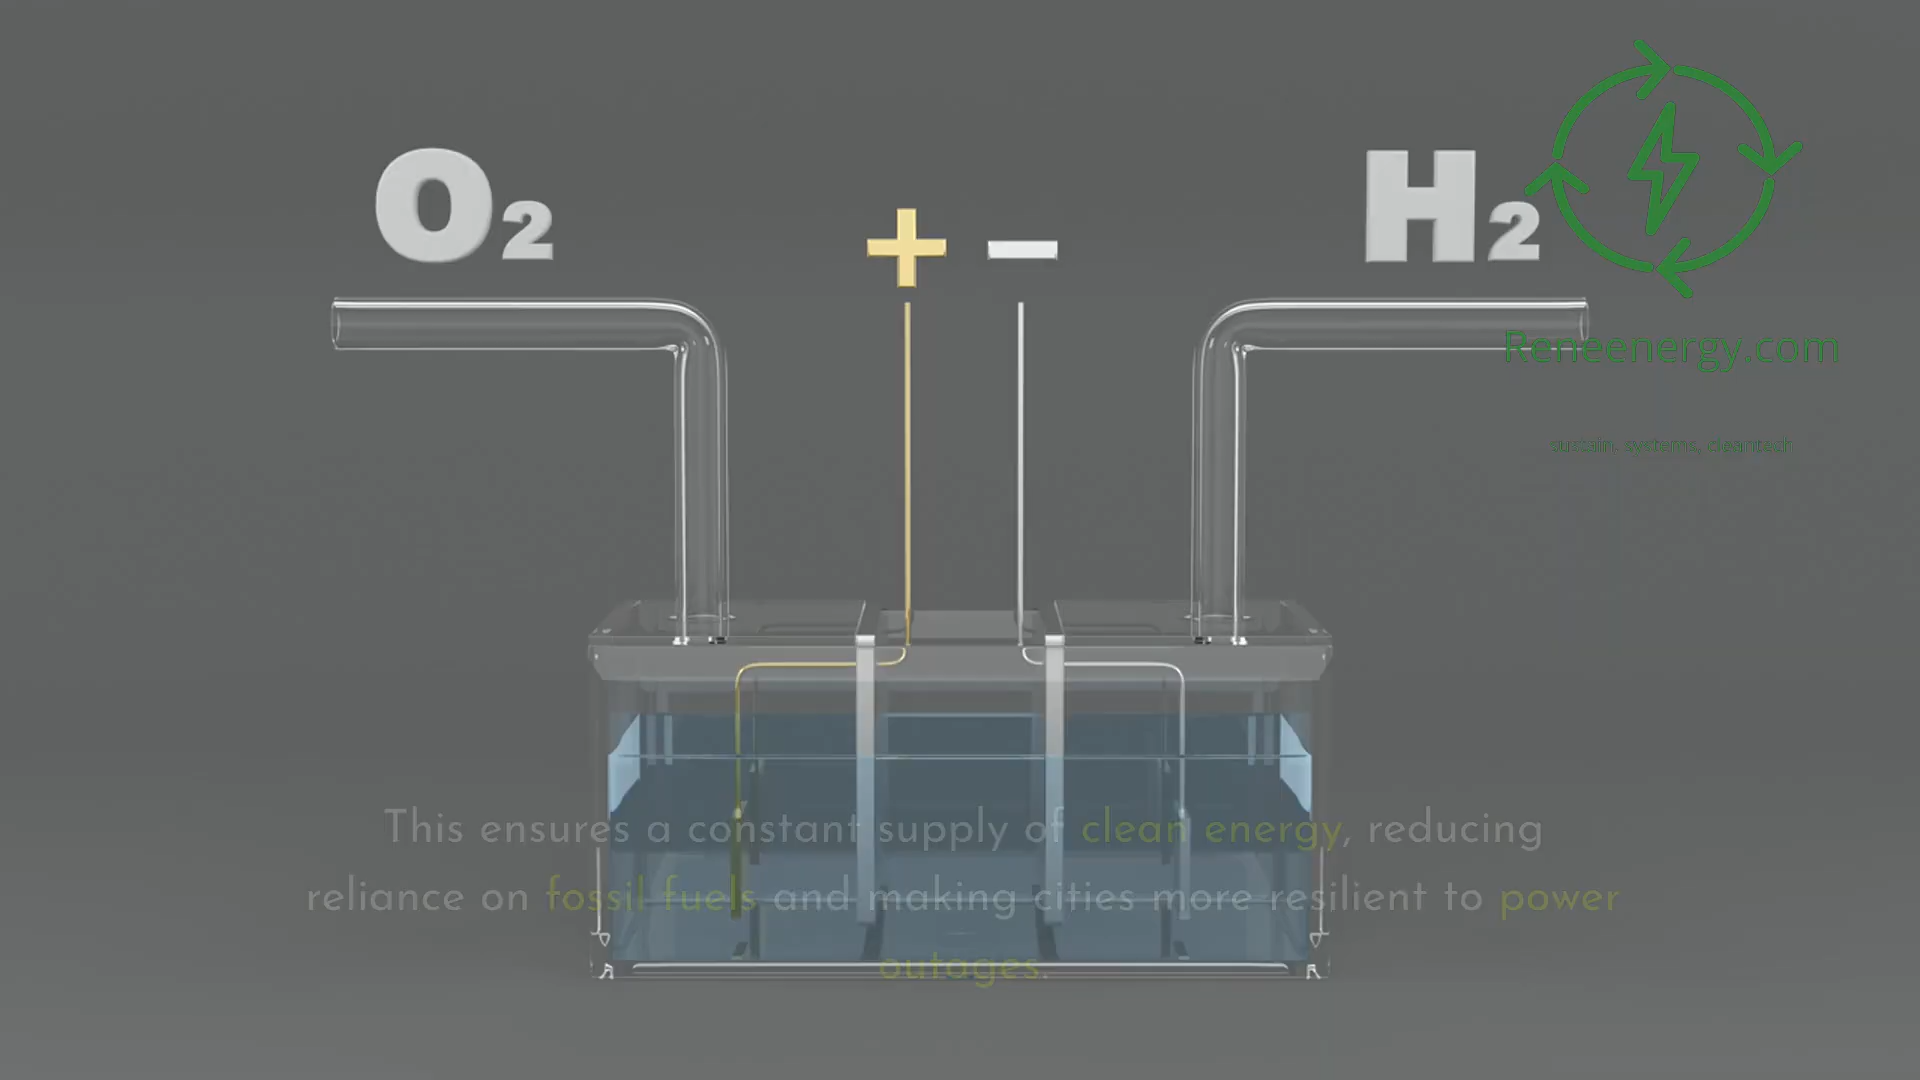 O2
+ −
H2
Reneenergy.com
sustain. systems, cleantech
This ensures a constant supply of clean energy, reducing
reliance on fossil fuels and making cities more resilient to power
outages.